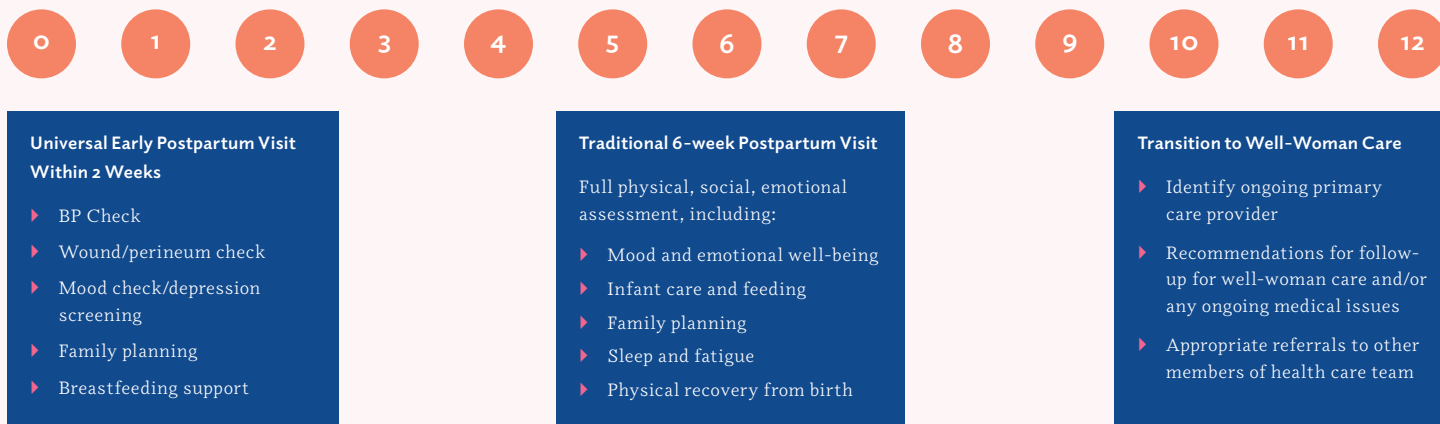 0 1 2 3 4 5 6 7 8 9 10 11 12
Universal Early Postpartum Visit
Within 2 Weeks
BP Check
Wound/perineum check
Mood check/depression
screening
Family planning
Breastfeeding support
Traditional 6-week Postpartum Visit
Full physical, social, emotional
assessment, including:
Mood and emotional well-being
Infant care and feeding
Family planning
Sleep and fatigue
Physical recovery from birth
Transition to Well-Woman Care
Identify ongoing primary
care provider
Recommendations for follow-
up for well-woman care and/or
any ongoing medical issues
Appropriate referrals to other
members of health care team